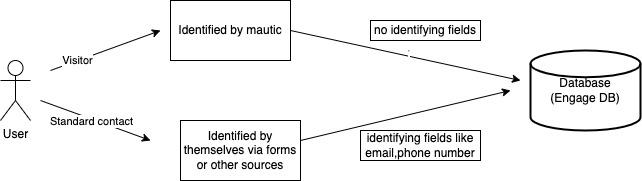 Identified by mautic
no identifying fields
Visitor
Database
(Engage DB)
User
Standard contact
Identified by
themselves via forms
or other sources
identifying fields like
email,phone number